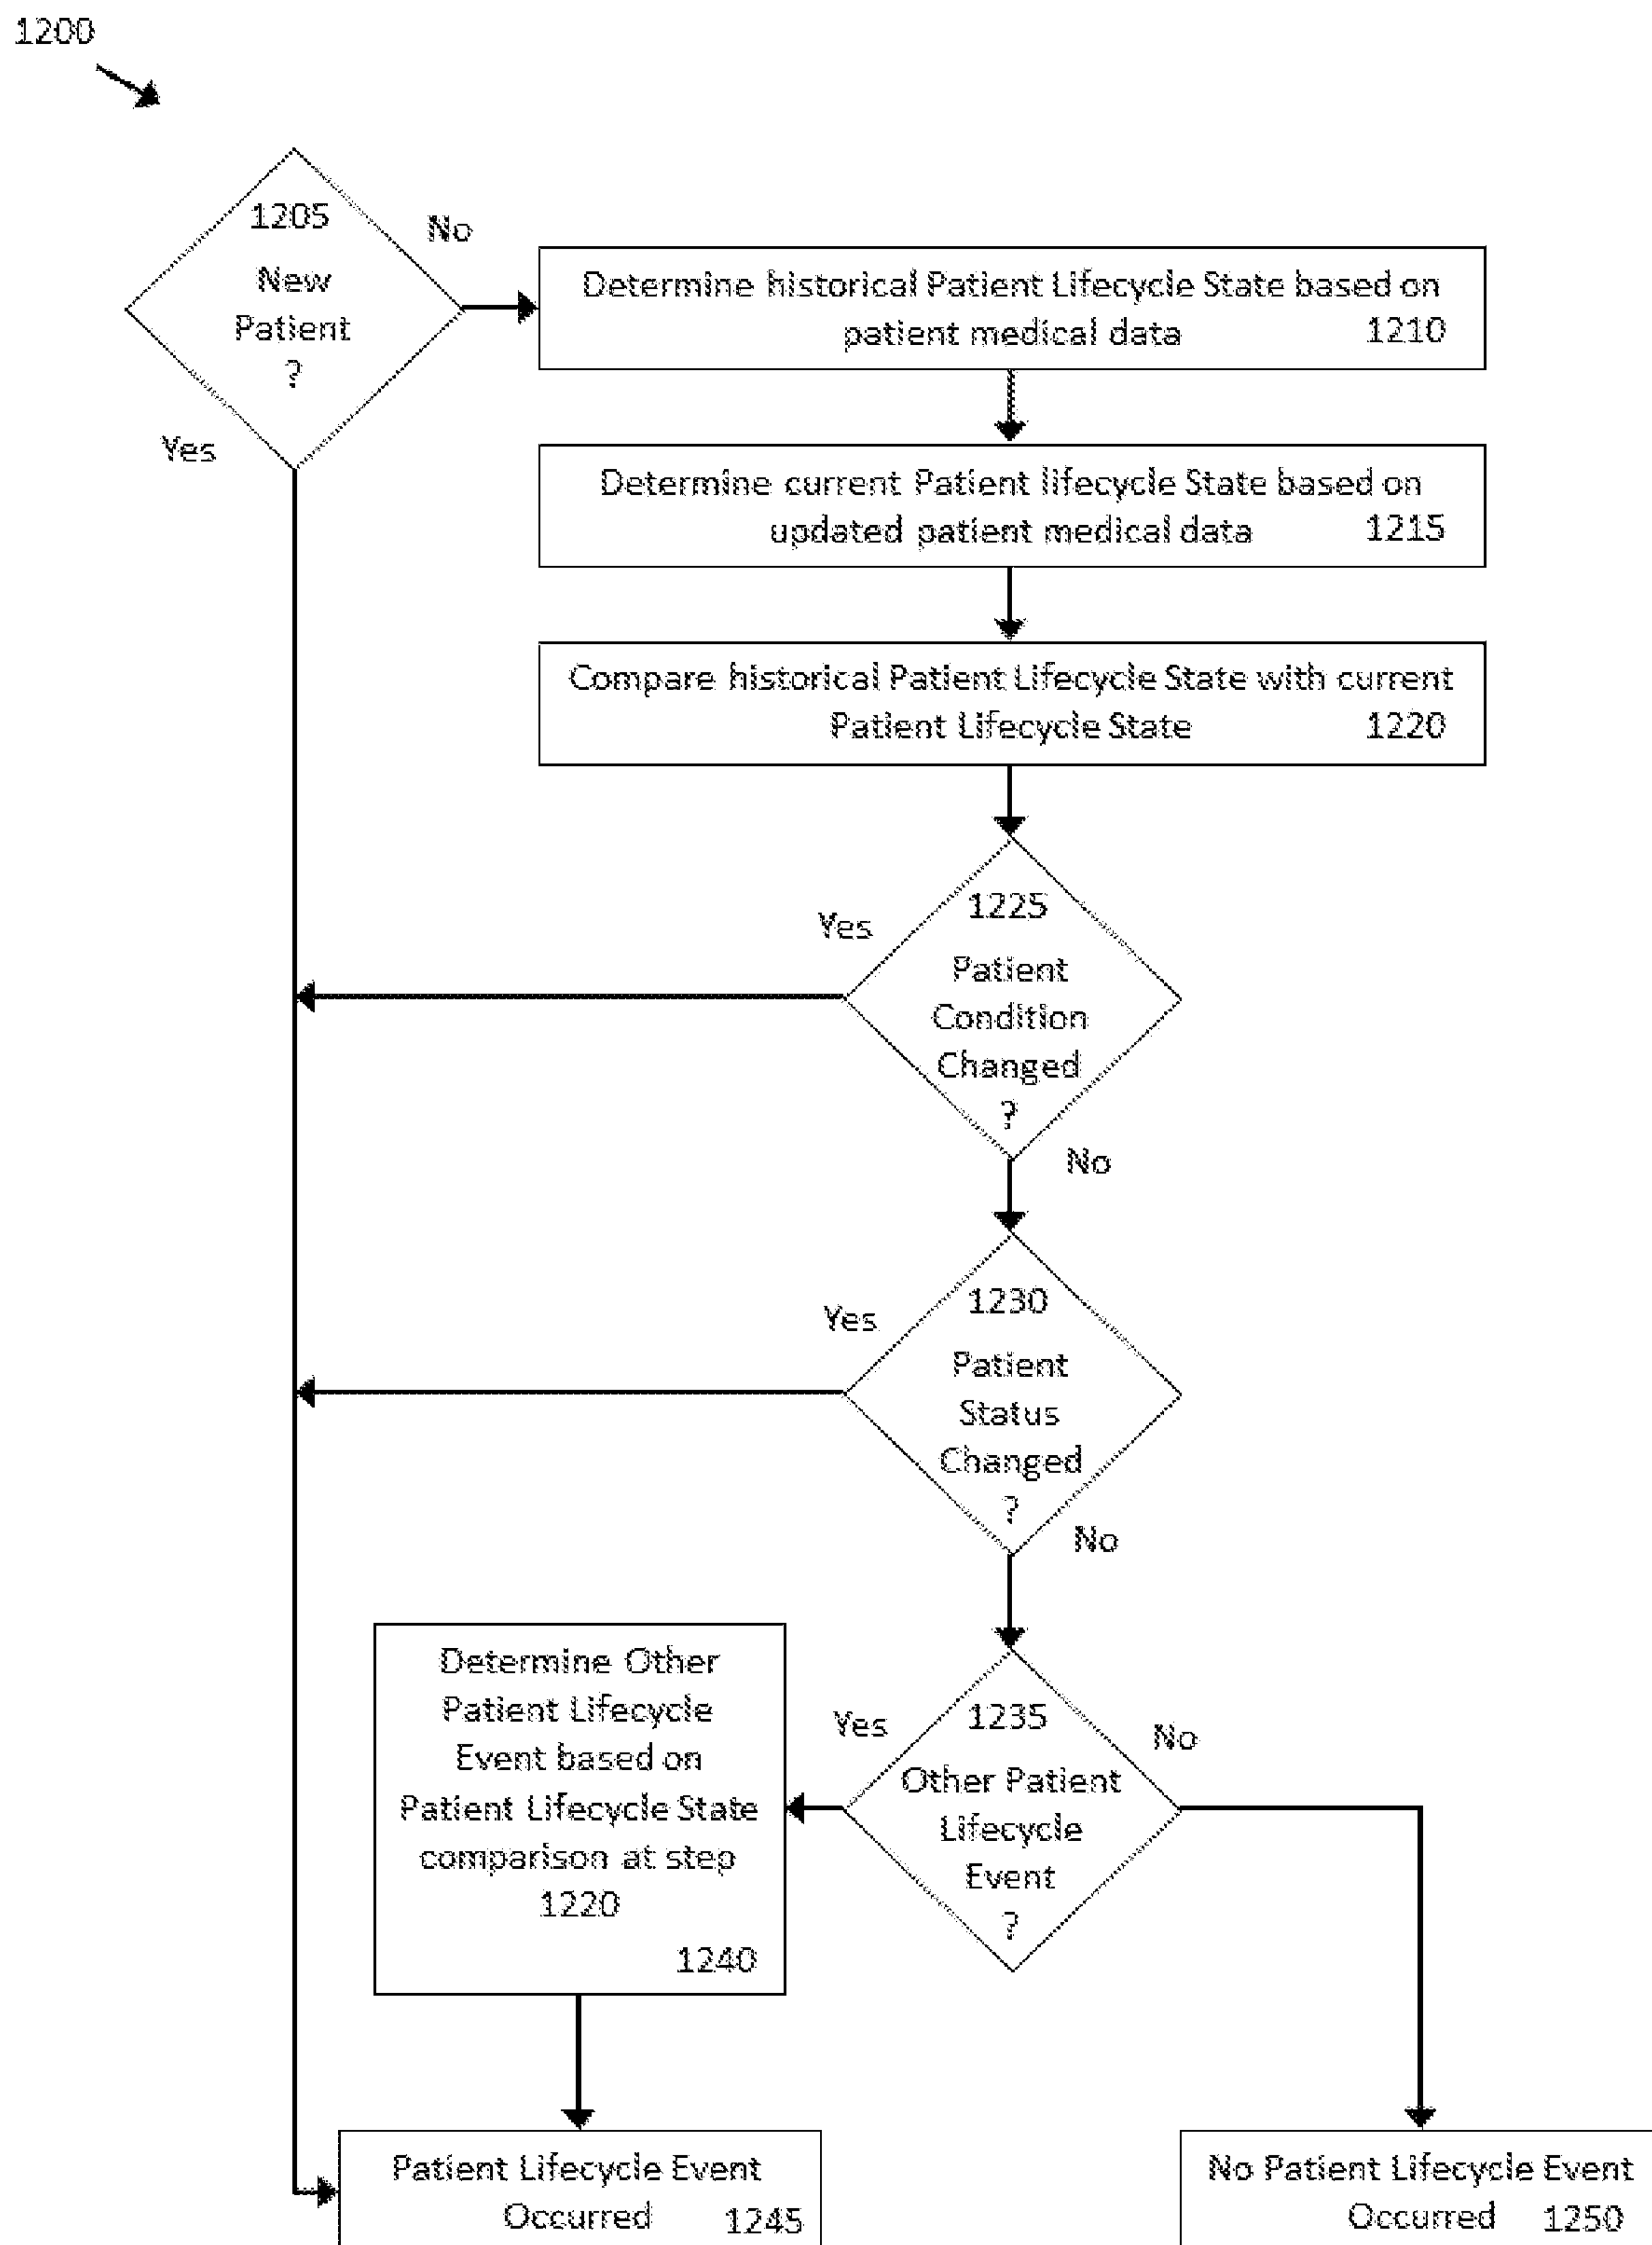 1200
1205
New
Patient
?
No
Yes
Determine historical Patient Lifecycle State based on
patient medical data 1210
Determine current Patient lifecycle State based on
updated patient medical data 1215
Compare historical Patient Lifecycle State with current
Patient Lifecycle State 1220
Yes
1225
Patient
Condition
Changed
?
No
Yes
1230
Patient
Status
Changed
?
No
Determine Other
Patient Lifecycle
Event based on
Patient Lifecycle State
comparison at step
1220
1240
Yes
1235
Other Patient
Lifecycle
Event
?
No
Patient Lifecycle Event
Occurred 1245
No Patient Lifecycle Event
Occurred 1250